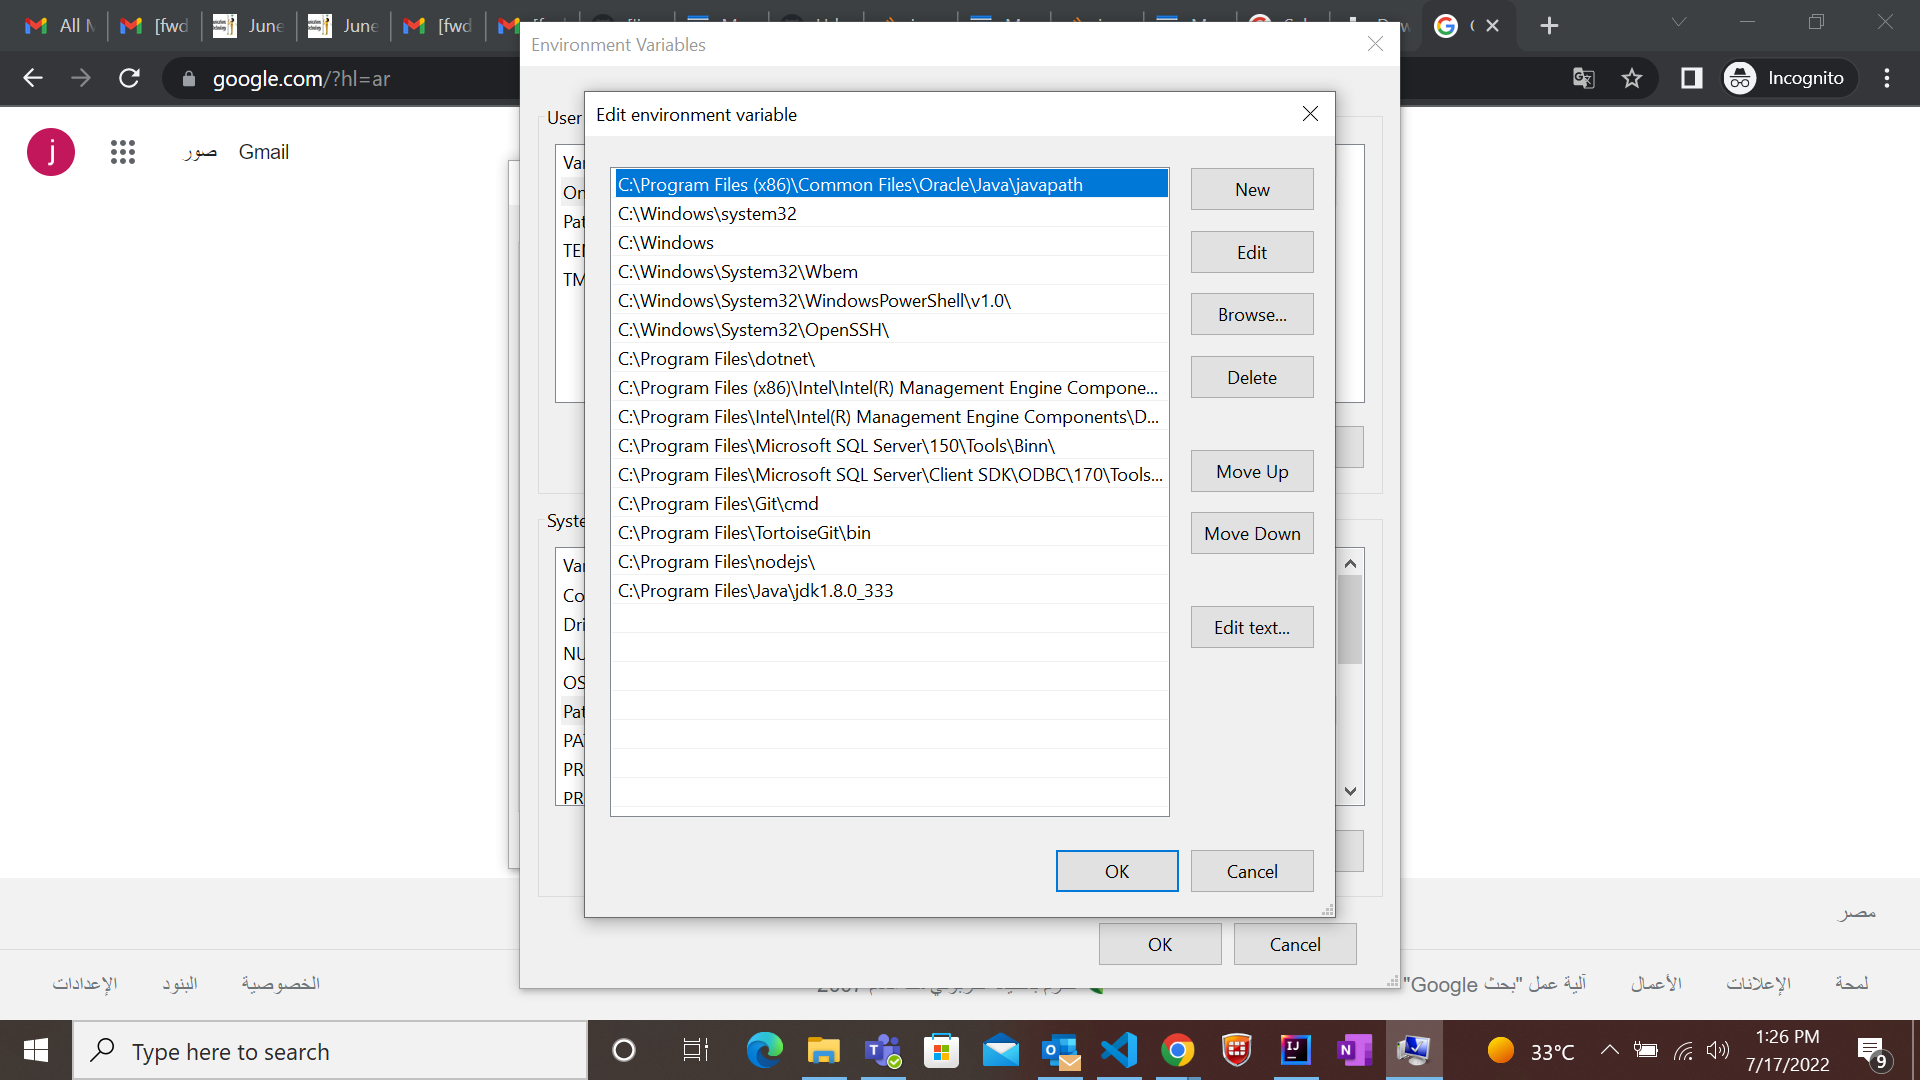 All M
[fwd
June
June
[fwd
google.com/?hl=ar
Incognito
j
صور
Gmail
Environment Variables
User
Edit environment variable
C:\Program Files (x86)\Common Files\Oracle\Java\javapath
C:\Windows\system32
C:\Windows
C:\Windows\System32\Wbem
C:\Windows\System32\WindowsPowerShell\v1.0\
C:\Windows\System32\OpenSSH\
C:\Program Files\dotnet\
C:\Program Files (x86)\Intel\Intel(R) Management Engine Compone...
C:\Program Files\Intel\Intel(R) Management Engine Components\D...
C:\Program Files\Microsoft SQL Server\150\Tools\Binn\
C:\Program Files\Microsoft SQL Server\Client SDK\ODBC\170\Tools...
C:\Program Files\Git\cmd
C:\Program Files\TortoiseGit\bin
C:\Program Files\nodejs\
C:\Program Files\Java\jdk1.8.0_333
New
Edit
Browse...
Delete
Move Up
Move Down
Edit text...
OK
Cancel
Var
On
Pat
TEM
TM
Syste
Var
Co
Dri
NU
OS
Pat
PA
PR
PR
OK
Cancel
مصر
لمحة
الإعلانات
الأعمال
آلية عمل "بحث Google"
الخصوصية
البنود
الإعدادات
Type here to search
33°C
1:26 PM
7/17/2022
9